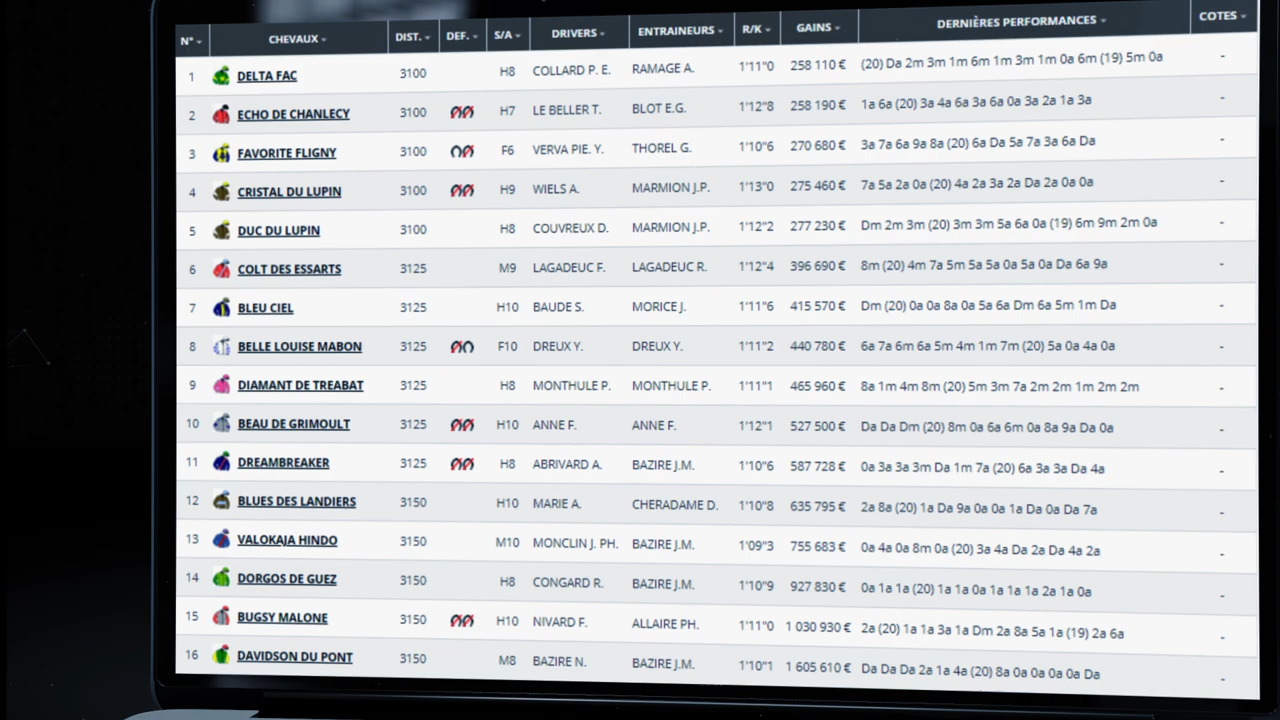 N° CHEVAUX DIST. DEF. S/A DRIVERS ENTRAINEURS R/K GAINS DERNIÈRES PERFORMANCES COTES
1 DELTA FAC 3100 H8 COLLARD P. E. RAMAGE A. 1'11"0 258 110 € (20) Da 2m 3m 1m 6m 1m 3m 1m 0a 6m (19) 5m 0a -
2 ECHO DE CHANLECY 3100 H7 LE BELLER T. BLOT E.G. 1'12"8 258 190 € 1a 6a (20) 3a 4a 6a 3a 6a 0a 3a 2a 1a 3a -
3 FAVORITE FLIGNY 3100 F6 VERVA PIE. Y. THOREL G. 1'10"6 270 680 € 3a 7a 6a 9a 8a (20) 6a Da 5a 7a 3a 6a Da -
4 CRISTAL DU LUPIN 3100 H9 WIELS A. MARMION J.P. 1'13"0 275 460 € 7a 5a 2a 0a (20) 4a 2a 3a 2a Da 2a 0a 0a -
5 DUC DU LUPIN 3100 H8 COUVREUX D. MARMION J.P. 1'12"2 277 230 € Dm 2m 3m (20) 3m 3m 5a 6a 0a (19) 6m 9m 2m 0a -
6 COLT DES ESSARTS 3125 M9 LAGADEUC F. LAGADEUC R. 1'12"4 396 690 € 8m (20) 4m 7a 5m 5a 5a 0a 5a 0a Da 6a 9a -
7 BLEU CIEL 3125 H10 BAUDE S. MORICE J. 1'11"6 415 570 € Dm (20) 0a 0a 8a 0a 5a 6a Dm 6a 5m 1m Da -
8 BELLE LOUISE MABON 3125 F10 DREUX Y. DREUX Y. 1'11"2 440 780 € 6a 7a 6m 6a 5m 4m 1m 7m (20) 5a 0a 4a 0a -
9 DIAMANT DE TREABAT 3125 H8 MONTHULE P. MONTHULE P. 1'11"1 465 960 € 8a 1m 4m 8m (20) 5m 3m 7a 2m 2m 1m 2m 2m -
10 BEAU DE GRIMOULT 3125 H10 ANNE F. ANNE F. 1'12"1 527 500 € Da Da Dm (20) 8m 0a 6a 6m 0a 8a 9a Da 0a -
11 DREAMBREAKER 3125 H8 ABRIVARD A. BAZIRE J.M. 1'10"6 587 728 € 0a 3a 3a 3m Da 1m 7a (20) 6a 3a 3a Da 4a -
12 BLUES DES LANDIERS 3150 H10 MARIE A. CHERADAME D. 1'10"8 635 795 € 2a 8a (20) 1a Da 9a 0a 0a 1a Da 0a Da 7a -
13 VALOKAJA HINDO 3150 M10 MONCLIN J. PH. BAZIRE J.M. 1'09"3 755 683 € 0a 4a 0a 8m 0a (20) 3a 4a Da 2a Da 4a 2a -
14 DORGOS DE GUEZ 3150 H8 CONGARD R. BAZIRE J.M. 1'10"9 927 830 € 0a 1a 1a (20) 1a 1a 0a 1a 1a 1a 2a 1a 0a -
15 BUGSY MALONE 3150 H10 NIVARD F. ALLAIRE PH. 1'11"0 1 030 930 € 2a (20) 1a 1a 3a 1a Dm 2a 8a 5a 1a (19) 2a 6a -
16 DAVIDSON DU PONT 3150 M8 BAZIRE N. BAZIRE J.M. 1'10"1 1 605 610 € Da Da Da 2a 1a 4a (20) 8a 0a 0a 0a 0a Da -